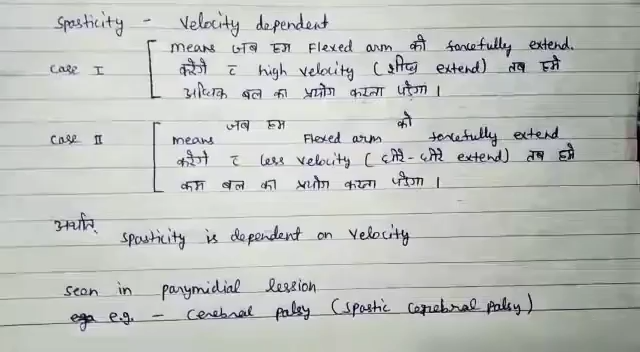 Spasticity - Velocity dependent
Case I means जब हम Flexed arm को forcefully extend.
करेंगे c̄ high velocity (शीघ्र extend) तब हमे
अधिक बल का प्रयोग करना पड़ेगा ।
जब हम को
Case II means Flexed arm forcefully extend
करेंगे c̄ less velocity (धीरे-धीरे extend) तब हमे
कम बल का प्रयोग करना पड़ेगा ।
अर्थात्
Spasticity is dependent on velocity
seen in parymidial lession
e.g. - Cerebral palsy (Spastic Cerebral palsy)